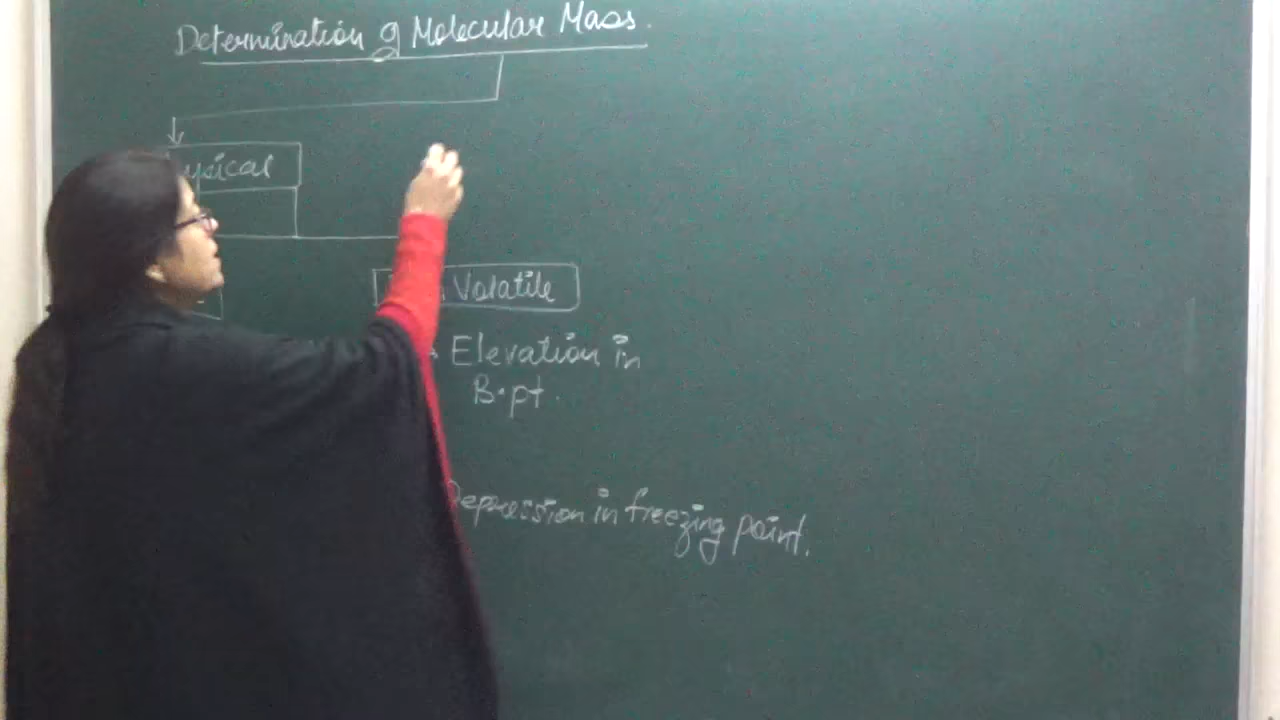 Determination of Molecular Mass.
ysical
Volatile
Elevation in
B.pt.
Depression in freezing point.